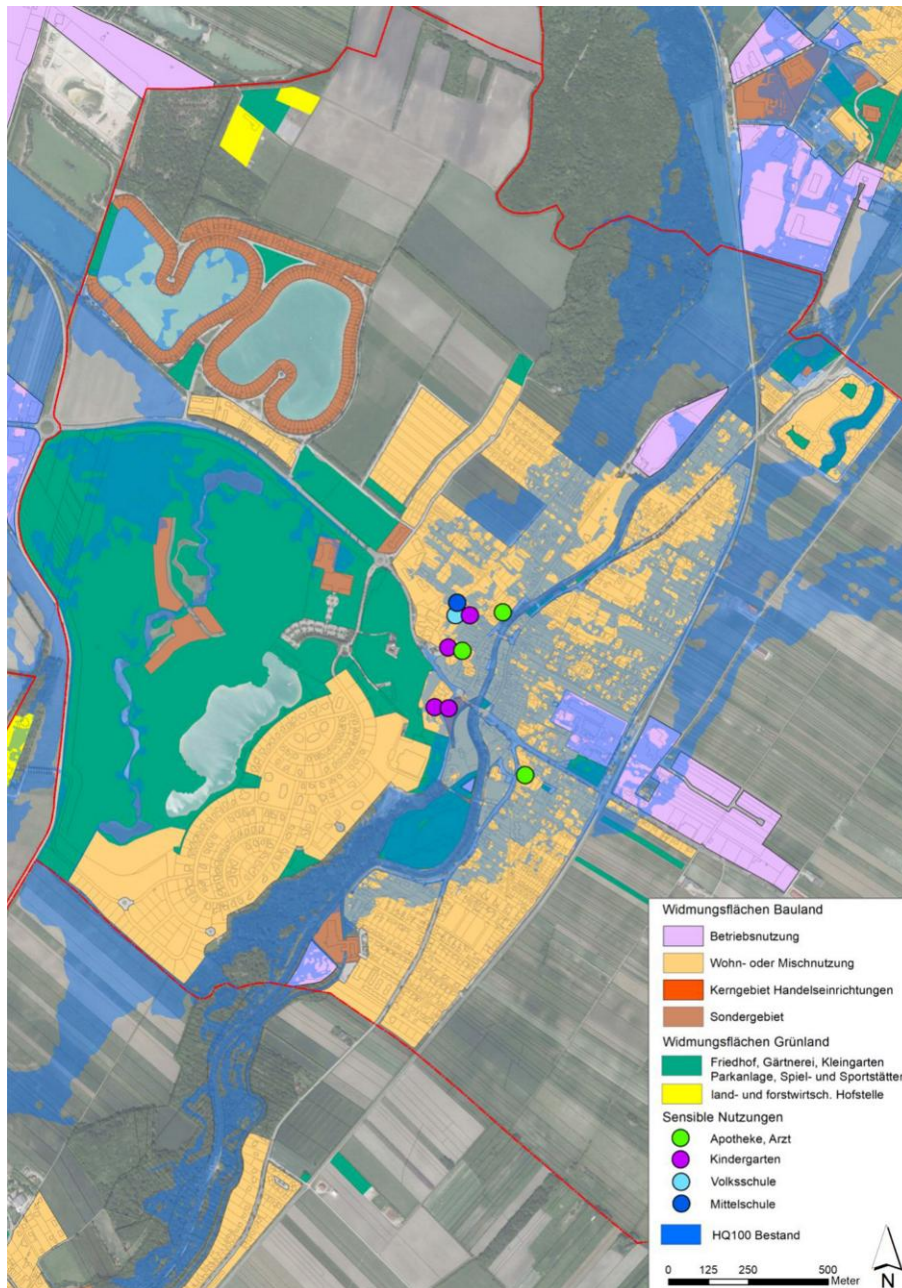 Widmungsflächen Bauland
Betriebsnutzung
Wohn- oder Mischnutzung
Kerngebiet Handelseinrichtungen
Sondergebiet
Widmungsflächen Grünland
Friedhof, Gärtnerei, Kleingarten
Parkanlage, Spiel- und Sportstätten
land- und forstwirtsch. Hofstelle
Sensible Nutzungen
Apotheke, Arzt
Kindergarten
Volksschule
Mittelschule
HQ100 Bestand
0 125 250 500
Meter
N